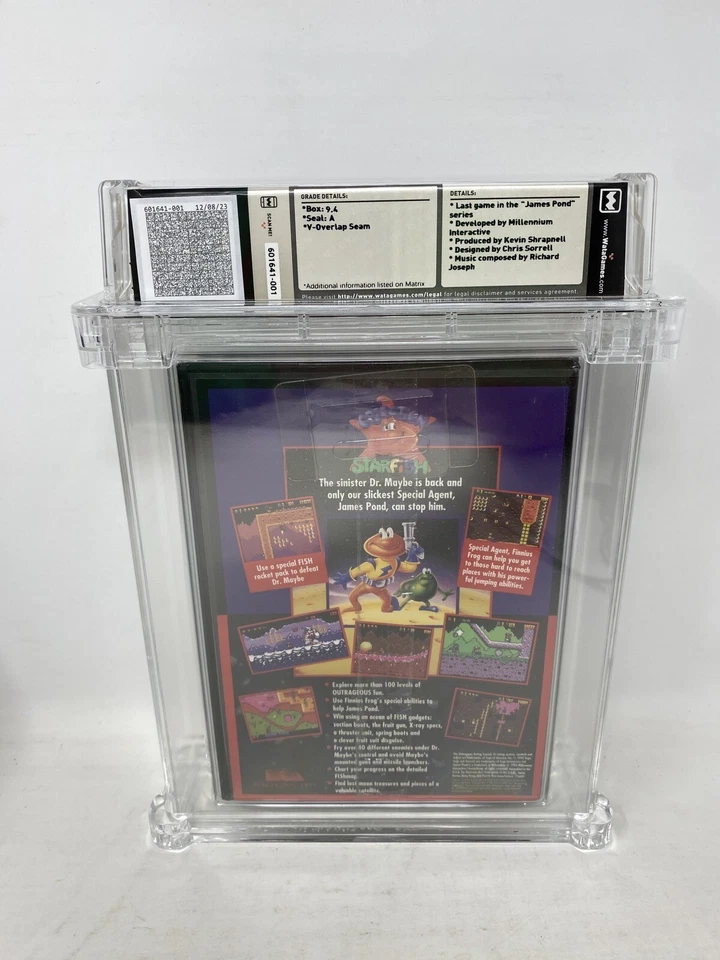 601641-001 12/08/23
SCAN ME!
601641-001
GRADE DETAILS:
*Box: 9.4
*Seal: A
*V-Overlap Seam
*Additional information listed on Matrix
DETAILS:
* Last game in the "James Pond"
series
* Developed by Millennium
Interactive
* Produced by Kevin Shrapnell
* Designed by Chris Sorrell
* Music composed by Richard
Joseph
www.WataGames.com
Please visit http://www.watagames.com/legal for legal disclaimer and services agreement.
STARFISH
The sinister Dr. Maybe is back and
only our slickest Special Agent,
James Pond, can stop him.
Use a special FISH
rocket pack to defeat
Dr. Maybe
Special Agent, Finnius
Frog can help you get
to those hard to reach
places with his power-
ful jumping abilities.
Explore more than 100 levels of
OUTRAGEOUS fun.
Use Finnius Frog's special abilities to
help James Pond.
Win using an ocean of FISH gadgets:
suction boots, the fruit gun, X-ray specs,
a thruster suit, spring boots and
a clever fruit suit disguise.
Try over 40 different enemies under Dr.
Maybe's control and avoid Maybe's
mounted guns and missile launchers.
Chart your progress on the detailed
FISHmap.
Find lost moon treasures and pieces of a
valuable satellite.